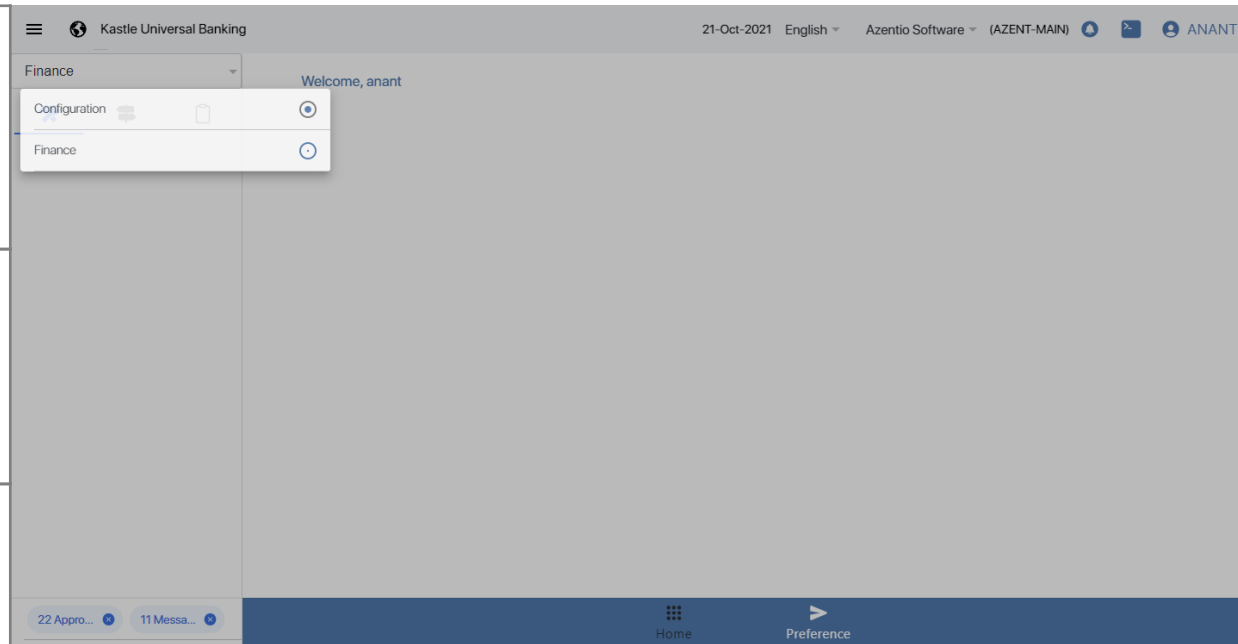 Kastle Universal Banking 21-Oct-2021 English Azentio Software (AZENT-MAIN) ANANT
Finance
Welcome, anant
Configuration
Finance
22 Appro... 11 Messa...
Home Preference